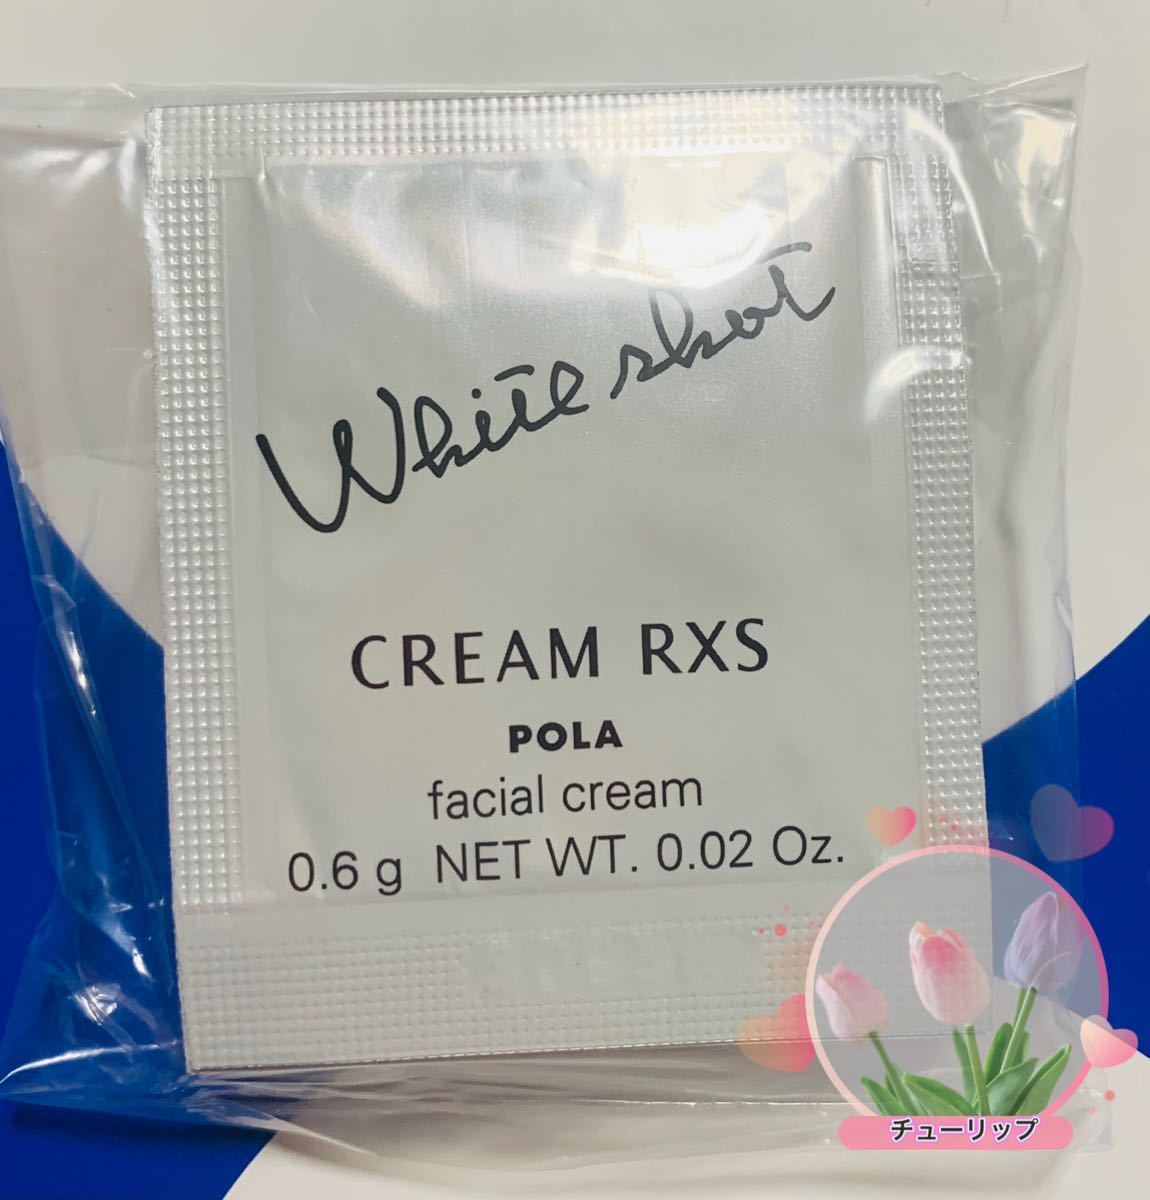 White shot
CREAM RXS
POLA
facial cream
0.6 g NET WT. 0.02 Oz.
チューリップ